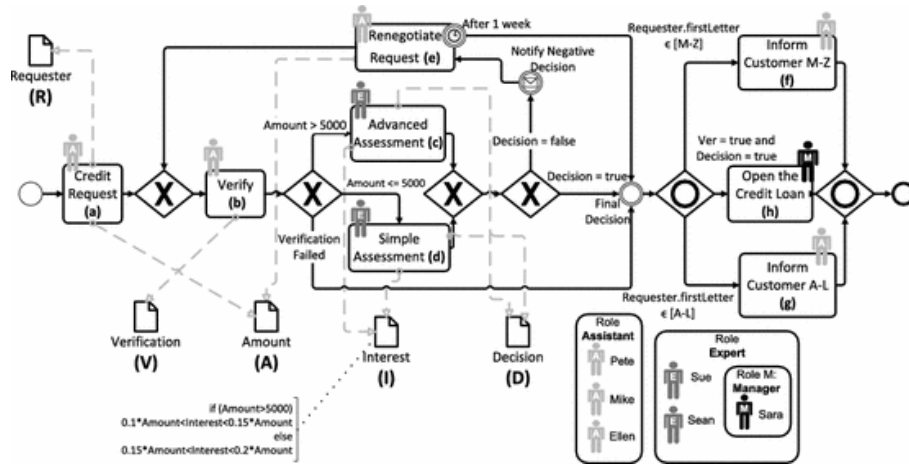 After 1 week
Renegotiate
Request (e)
Requester.firstLetter
ϵ [M-Z]
Inform
Customer M-Z
(f)
Notify Negative
Decision
Requester
(R)
Amount > 5000
Advanced
Assessment (c)
Decision = false
Ver = true and
Decision = true
Credit
Request
(a)
X
Verify
(b)
X
Amount <= 5000
X
X
Decision = true
Final
Decision
Open the
Credit Loan
(h)
Verification
Failed
Simple
Assessment (d)
Requester.firstLetter
ϵ [A-L]
Inform
Customer A-L
(g)
Verification
(V)
Amount
(A)
Interest
(I)
Decision
(D)
Role
Assistant
A
Pete
A
Mike
A
Ellen
Role
Expert
E
Sue
E
Sean
Role M:
Manager
M
Sara
if (Amount>5000)
0.1*Amount<Interest<0.15*Amount
else
0.15*Amount<Interest<0.2*Amount